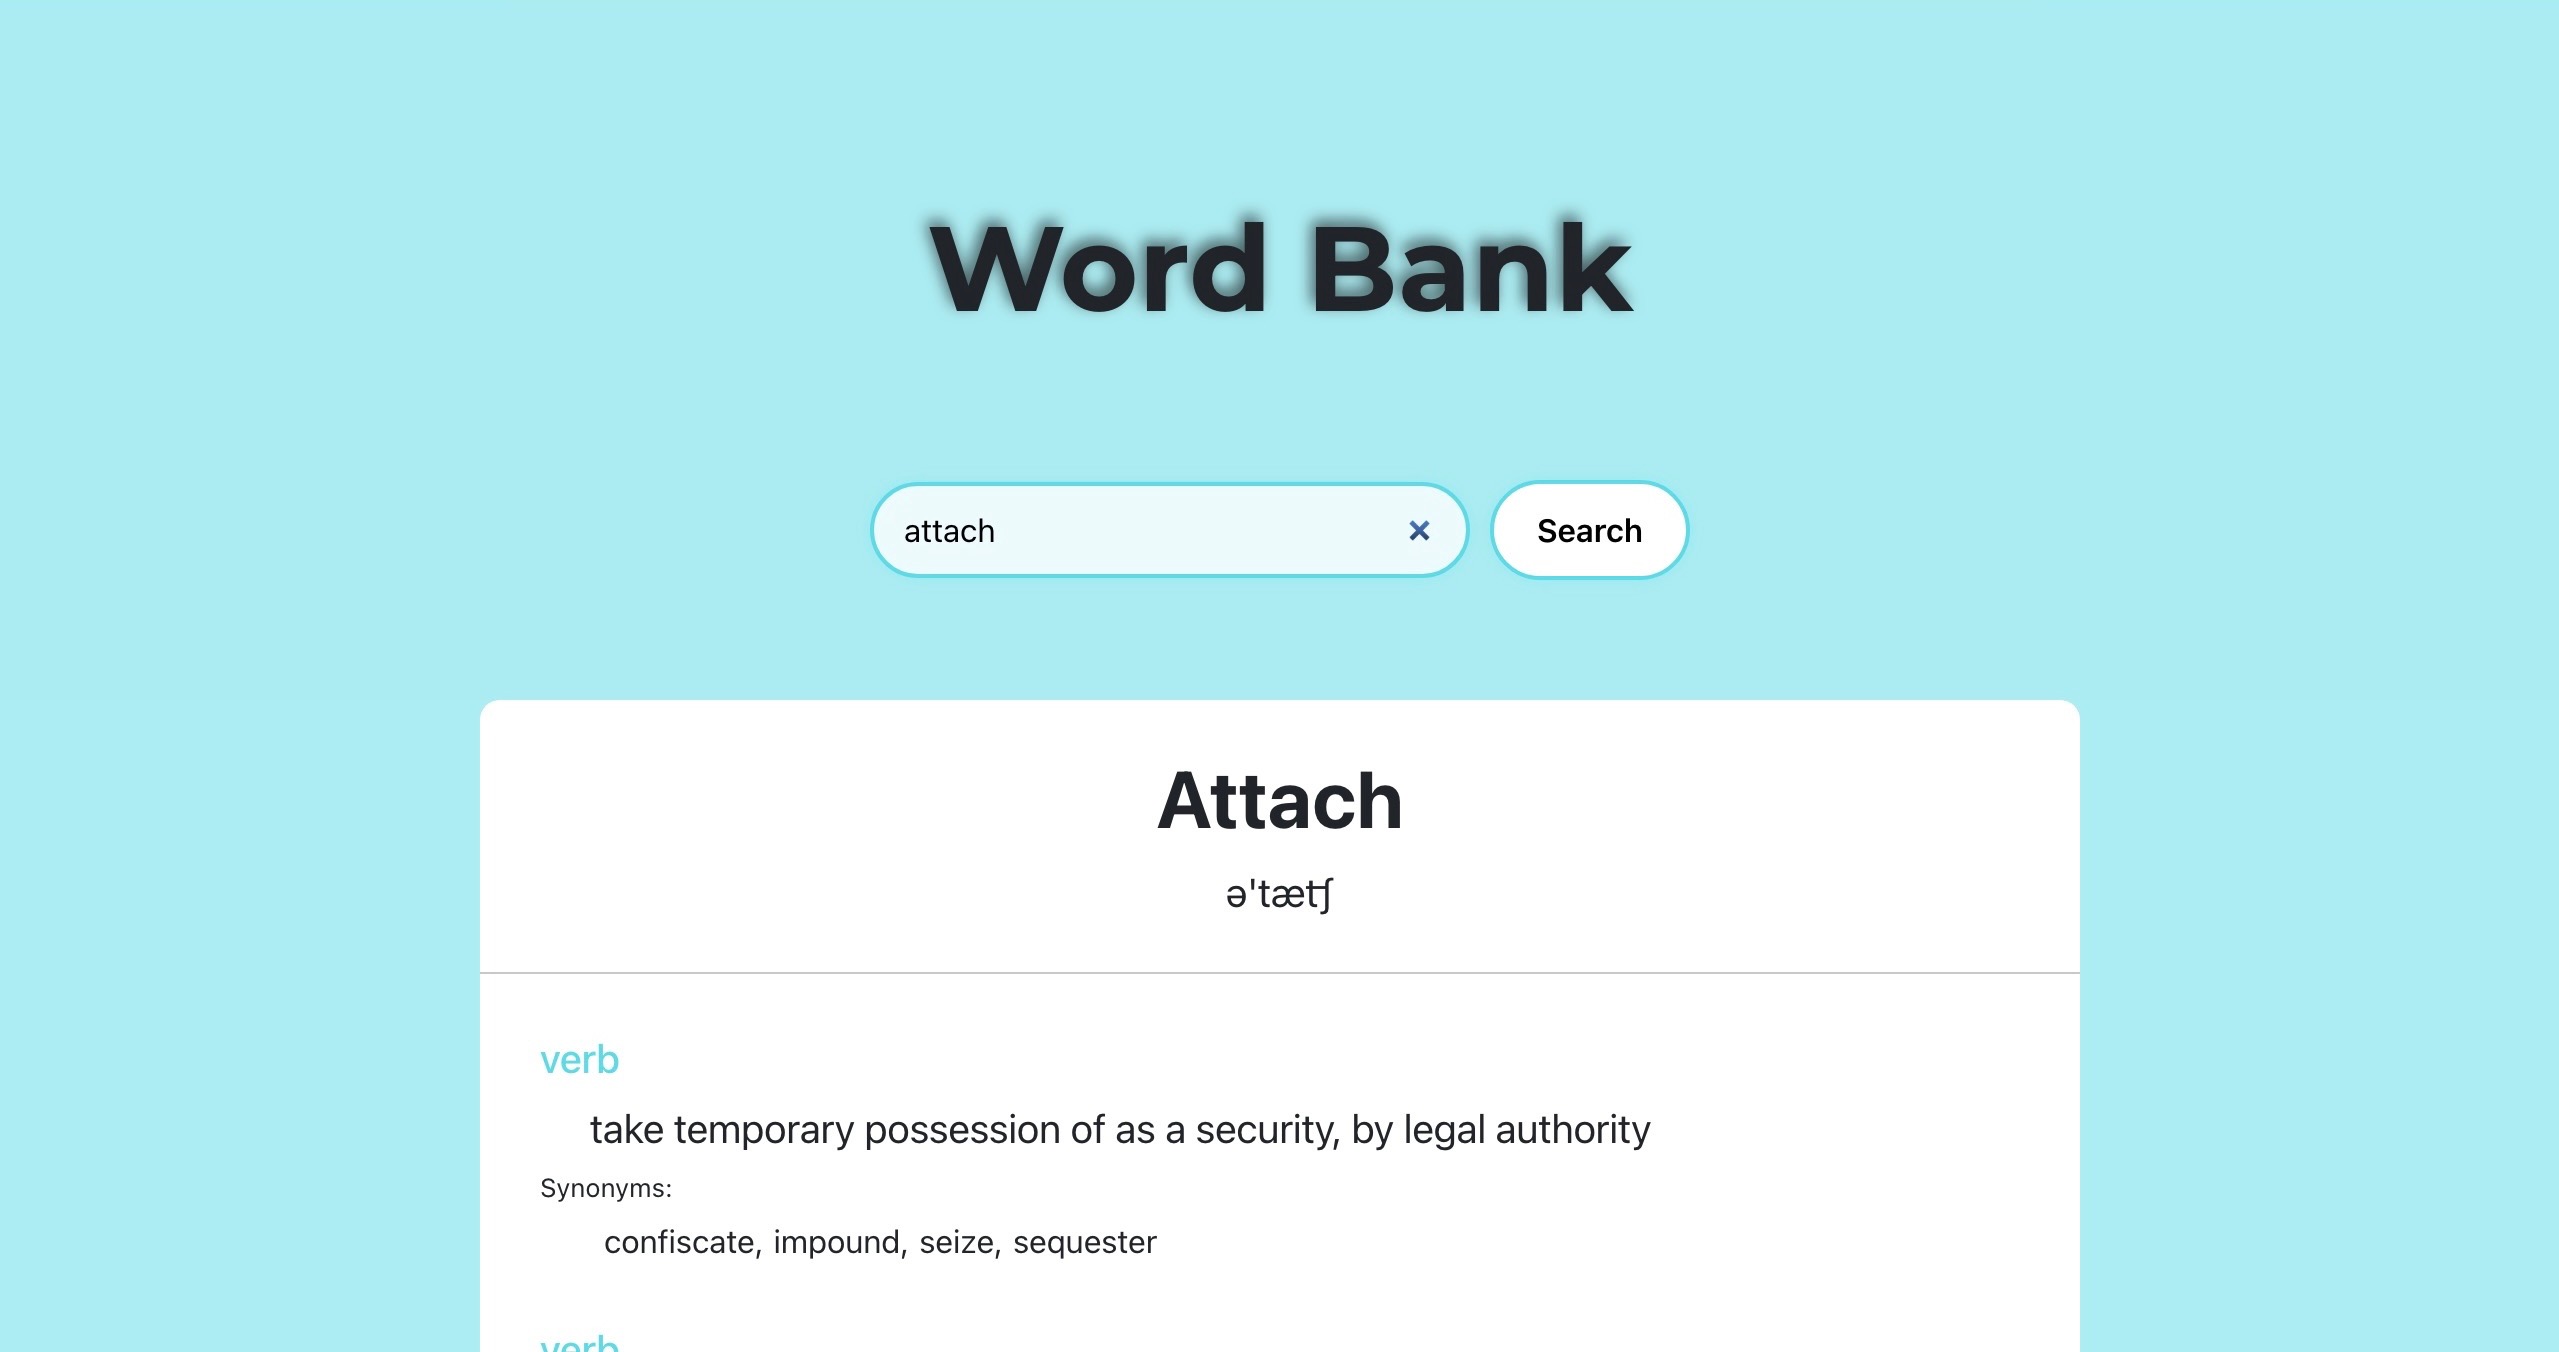 Word Bank
attach ×
Search
Attach
ə'tætʃ
verb
take temporary possession of as a security, by legal authority
Synonyms:
confiscate, impound, seize, sequester
verb